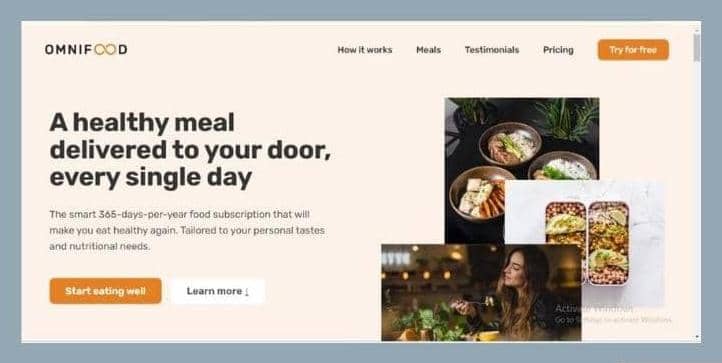 OMNIFOOD
How it works
Meals
Testimonials
Pricing
Try for free
A healthy meal
delivered to your door,
every single day
The smart 365-days-per-year food subscription that will
make you eat healthy again. Tailored to your personal tastes
and nutritional needs.
Start eating well
Learn more ↓
Activate Windows
Go to Settings to activate Windows.